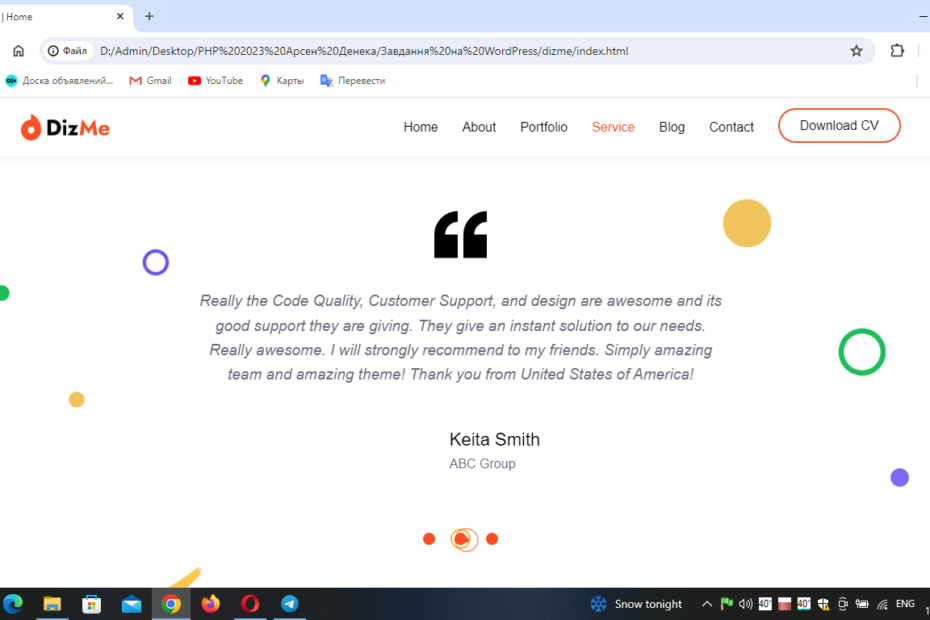 | Home
Файл
D:/Admin/Desktop/PHP%202023%20Арсен%20Денека/Завдання%20на%20WordPress/dizme/index.html
Доска объявлений...
Gmail
YouTube
Карты
Перевести
DizMe
Home
About
Portfolio
Service
Blog
Contact
Download CV
Really the Code Quality, Customer Support, and design are awesome and its
good support they are giving. They give an instant solution to our needs.
Really awesome. I will strongly recommend to my friends. Simply amazing
team and amazing theme! Thank you from United States of America!
Keita Smith
ABC Group
Snow tonight
40°
40°
ENG